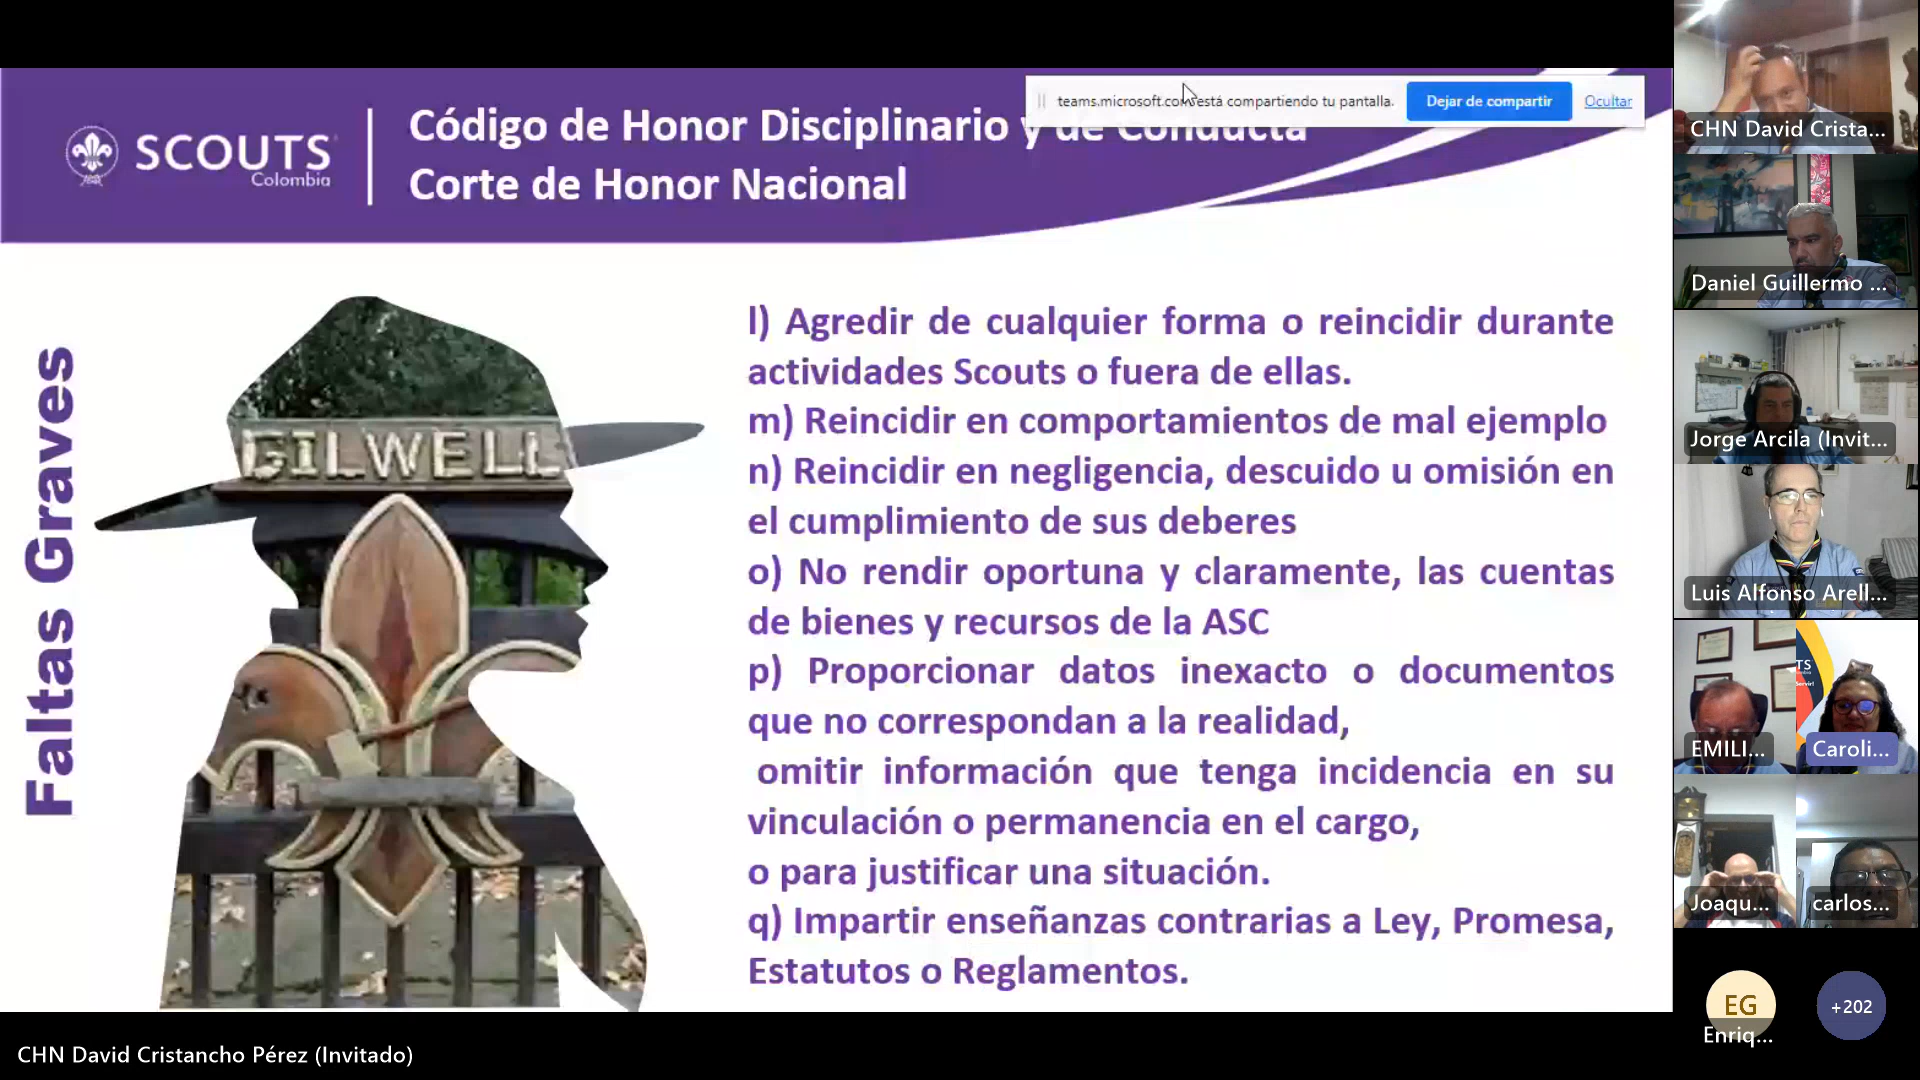 SCOUTS
Colombia
Código de Honor Disciplinario y de Conducta
Corte de Honor Nacional
teams.microsoft.com está compartiendo tu pantalla.
Dejar de compartir
Ocultar
Faltas Graves
GILWELL
l) Agredir de cualquier forma o reincidir durante
actividades Scouts o fuera de ellas.
m) Reincidir en comportamientos de mal ejemplo
n) Reincidir en negligencia, descuido u omisión en
el cumplimiento de sus deberes
o) No rendir oportuna y claramente, las cuentas
de bienes y recursos de la ASC
p) Proporcionar datos inexacto o documentos
que no correspondan a la realidad,
omitir información que tenga incidencia en su
vinculación o permanencia en el cargo,
o para justificar una situación.
q) Impartir enseñanzas contrarias a Ley, Promesa,
Estatutos o Reglamentos.
CHN David Crista...
Daniel Guillermo ...
Jorge Arcila (Invit...
Luis Alfonso Arell...
EMILI...
Caroli...
Joaqu...
carlos...
EG
Enriq...
+202
CHN David Cristancho Pérez (Invitado)